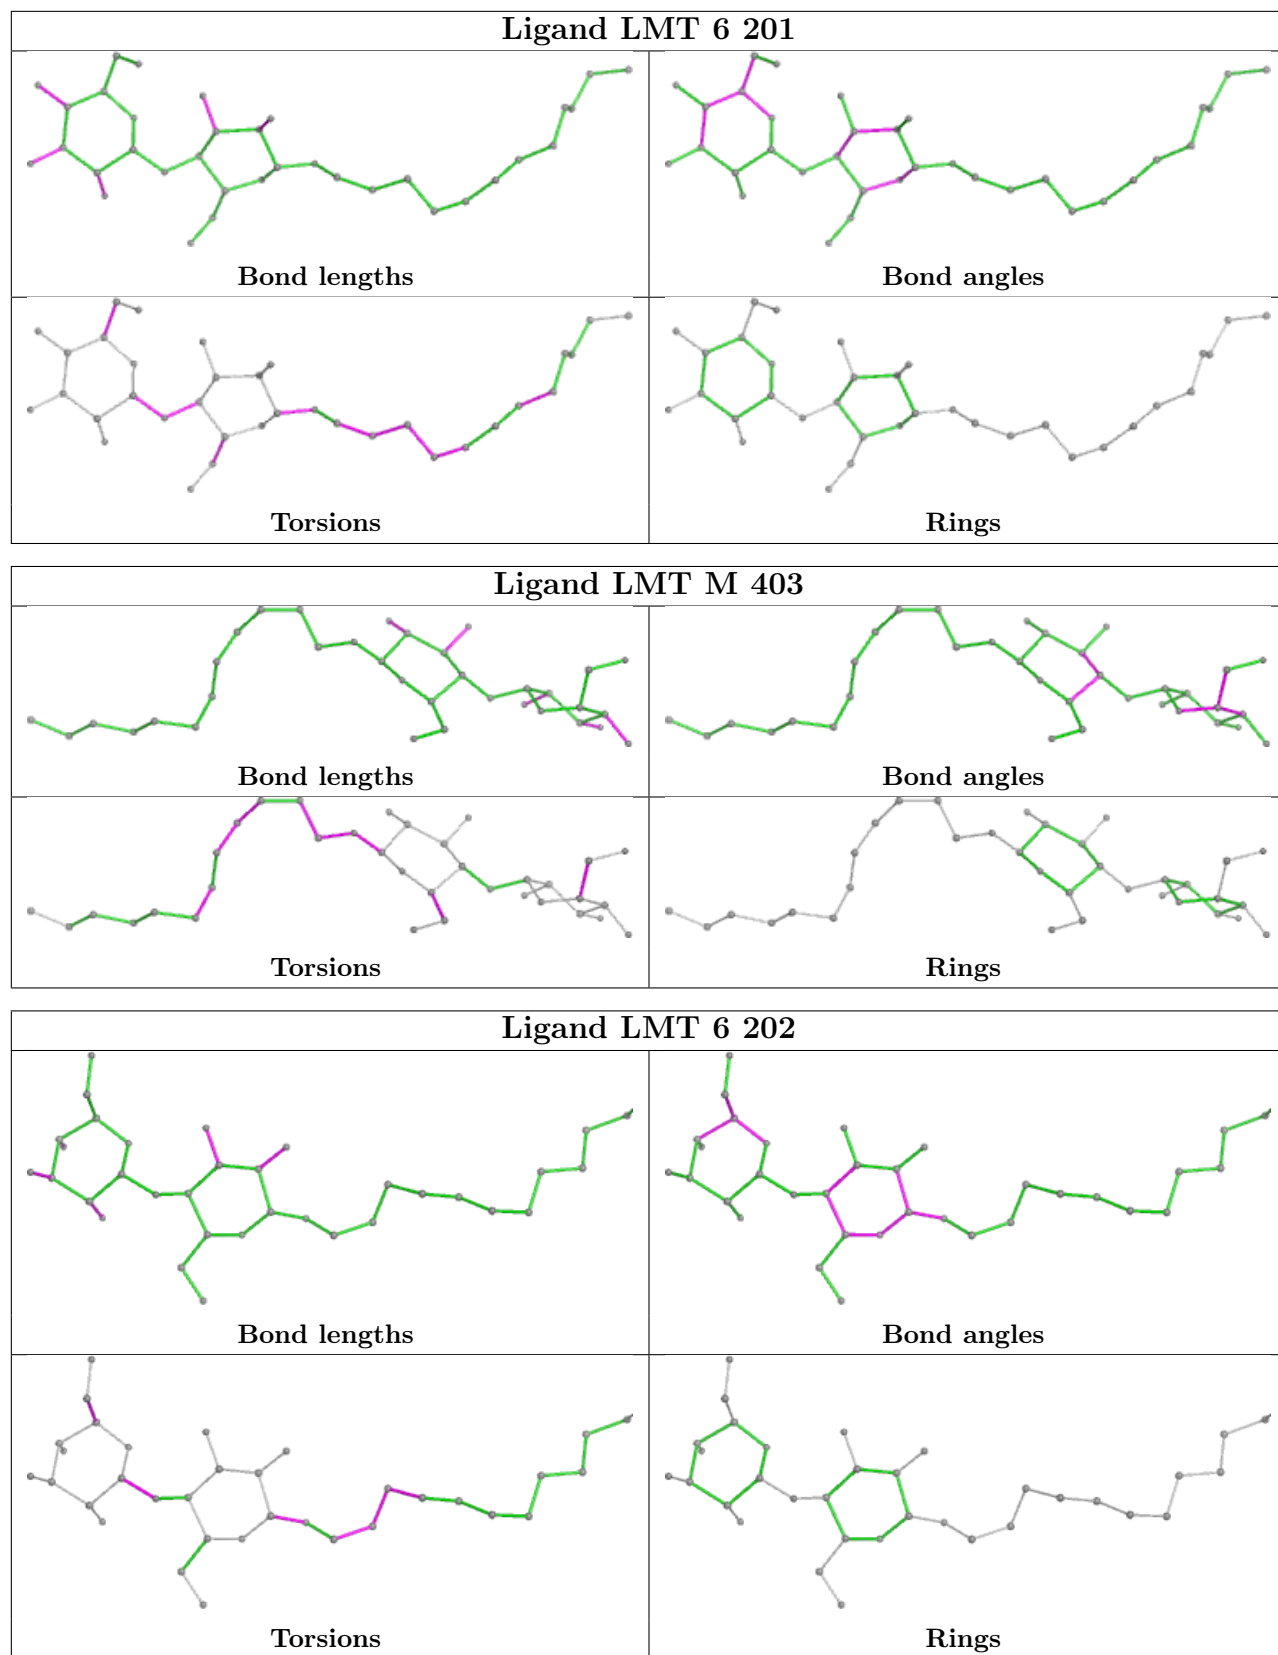 Ligand LMT 6 201
Bond lengths
Bond angles
Torsions
Rings
Ligand LMT M 403
Bond lengths
Bond angles
Torsions
Rings
Ligand LMT 6 202
Bond lengths
Bond angles
Torsions
Rings